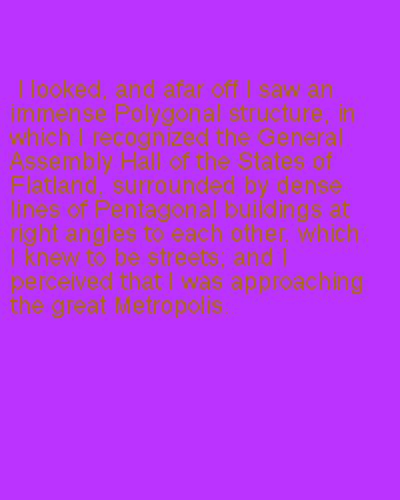 I looked, and afar off I saw an
immense Polygonal structure, in
which I recognized the General
Assembly Hall of the States of
Flatland, surrounded by dense
lines of Pentagonal buildings at
right angles to each other, which
I knew to be streets; and I
perceived that I was approaching
the great Metropolis.